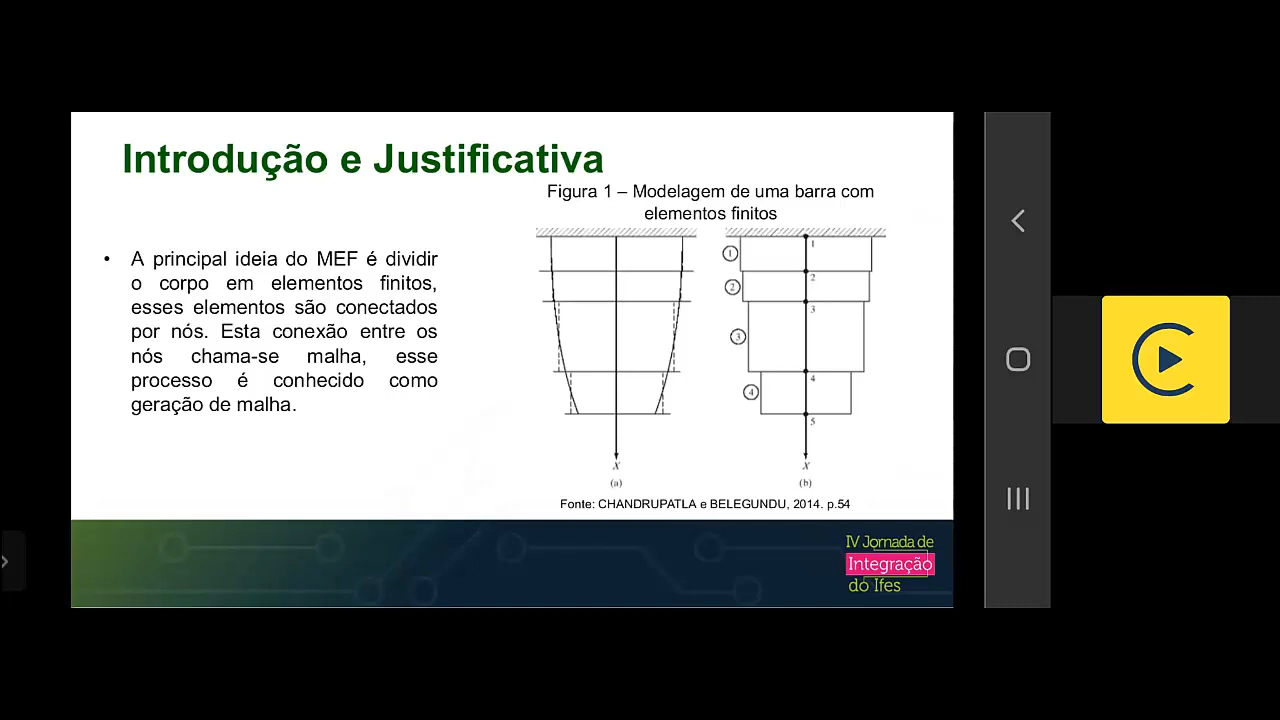 Introdução e Justificativa
Figura 1 – Modelagem de uma barra com
elementos finitos
• A principal ideia do MEF é dividir
o corpo em elementos finitos,
esses elementos são conectados
por nós. Esta conexão entre os
nós chama-se malha, esse
processo é conhecido como
geração de malha.
1
1
2
2
3
3
4
4
5
X
X
(a)
(b)
Fonte: CHANDRUPATLA e BELEGUNDU, 2014. p.54
IV Jornada de
Integração
do Ifes